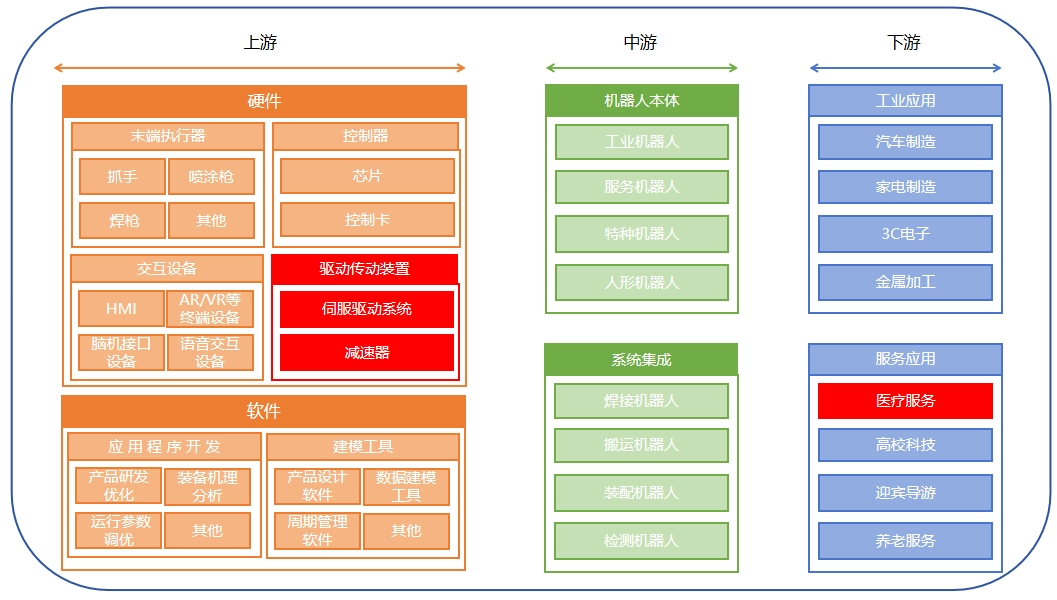 上游
中游
下游
硬件
末端执行器
抓手
喷涂枪
焊枪
其他
控制器
芯片
控制卡
交互设备
HMI
AR/VR等
终端设备
脑机接口
设备
语音交互
设备
驱动传动装置
伺服驱动系统
减速器
软件
应用程序开发
产品研发
优化
装备机理
分析
运行参数
调优
其他
建模工具
产品设计
软件
数据建模
工具
周期管理
软件
其他
机器人本体
工业机器人
服务机器人
特种机器人
人形机器人
系统集成
焊接机器人
搬运机器人
装配机器人
检测机器人
工业应用
汽车制造
家电制造
3C电子
金属加工
服务应用
医疗服务
高校科技
迎宾导游
养老服务